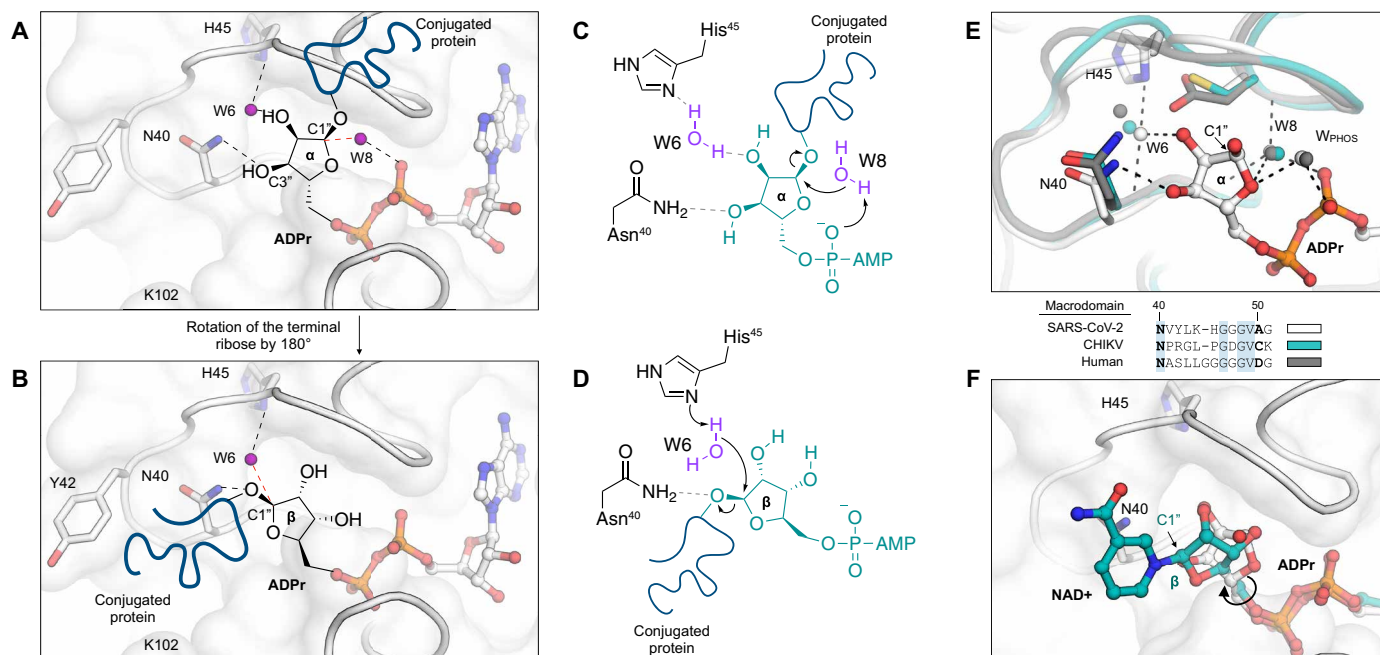 A
H45
Conjugated
protein
W6
HO
O
C1”
N40
W8
α
HO
C3”
O
ADPr
K102
Rotation of the terminal
ribose by 180°
B
H45
W6
Y42
N40
O
OH
C1”
β
OH
O
ADPr
Conjugated
protein
K102
C
His45
Conjugated
protein
HN
N
H
W6
O
H
H
O
O
W8
O
H
H
α
O
O
NH2
O
H
Asn40
−O
O
P
AMP
O
D
His45
HN
N
H
W6
HO
H
O
H
O
O
NH2
O
β
O
Asn40
−O
O
P
AMP
O
Conjugated
protein
E
H45
C1”
W8
WPHOS
W6
N40
α
ADPr
Macrodomain
40
50
SARS-CoV-2
NVYLK-HGGGVAG
CHIKV
NPRGL-PGDGVCK
Human
NASLLGGGGGVDG
F
H45
N40
C1”
β
ADPr
NAD+